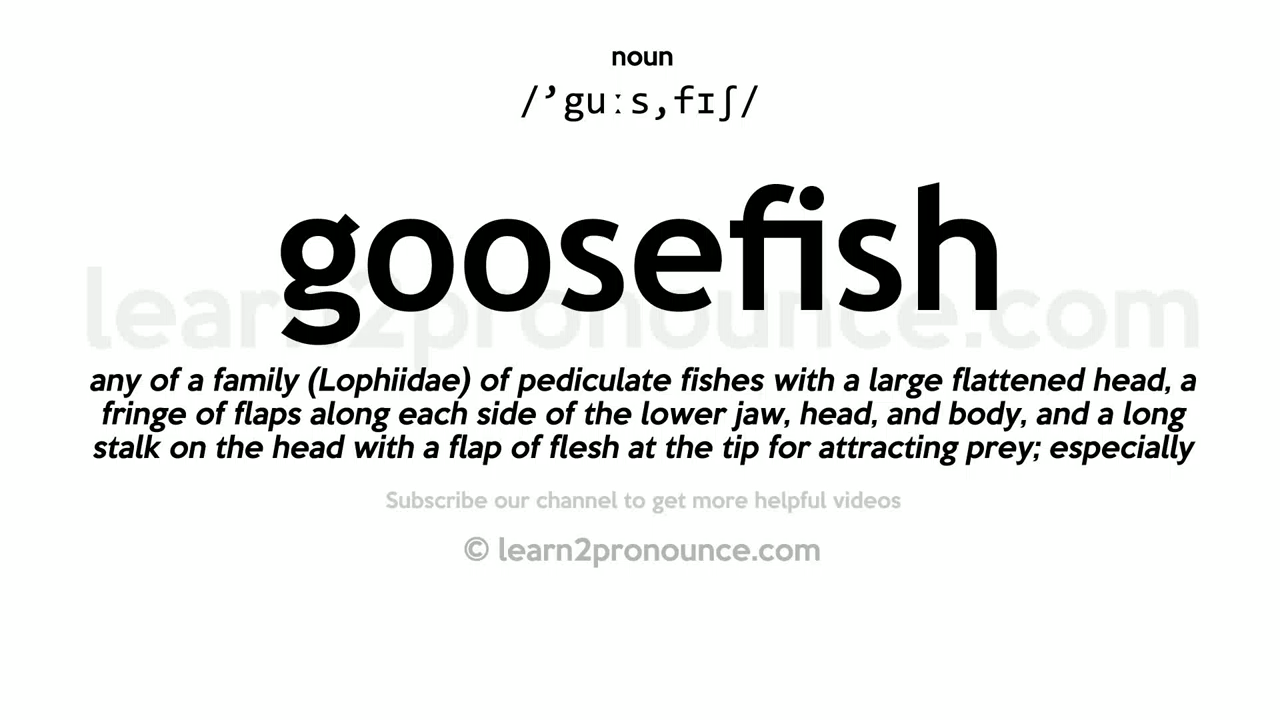 noun
/’guːs,fɪʃ/
goosefish
learn2pronounce.com
any of a family (Lophiidae) of pediculate fishes with a large flattened head, a
fringe of flaps along each side of the lower jaw, head, and body, and a long
stalk on the head with a flap of flesh at the tip for attracting prey; especially
Subscribe our channel to get more helpful videos
© learn2pronounce.com